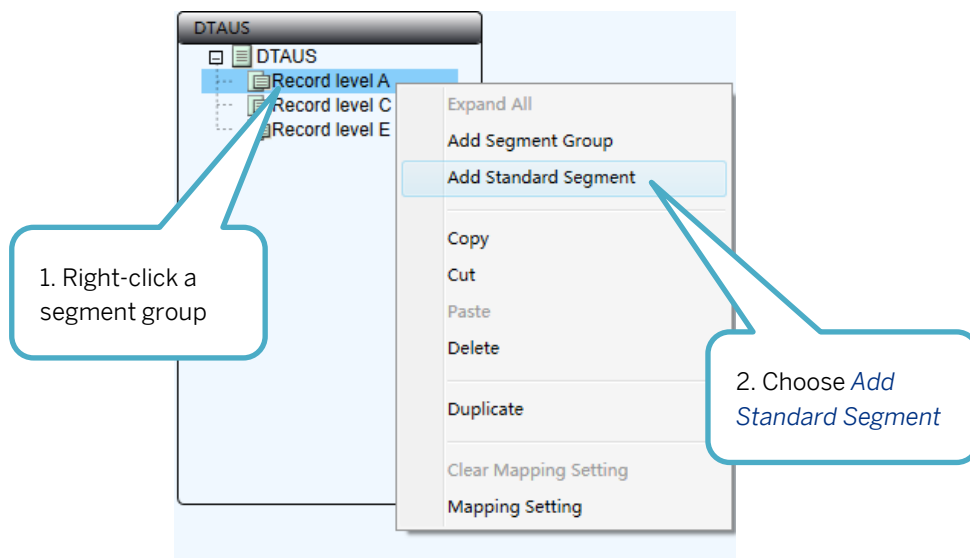 DTAUS
DTAUS
Record level A
Record level C
Record level E
Expand All
Add Segment Group
Add Standard Segment
Copy
Cut
Paste
Delete
Duplicate
Clear Mapping Setting
Mapping Setting
1. Right-click a
segment group
2. Choose Add
Standard Segment